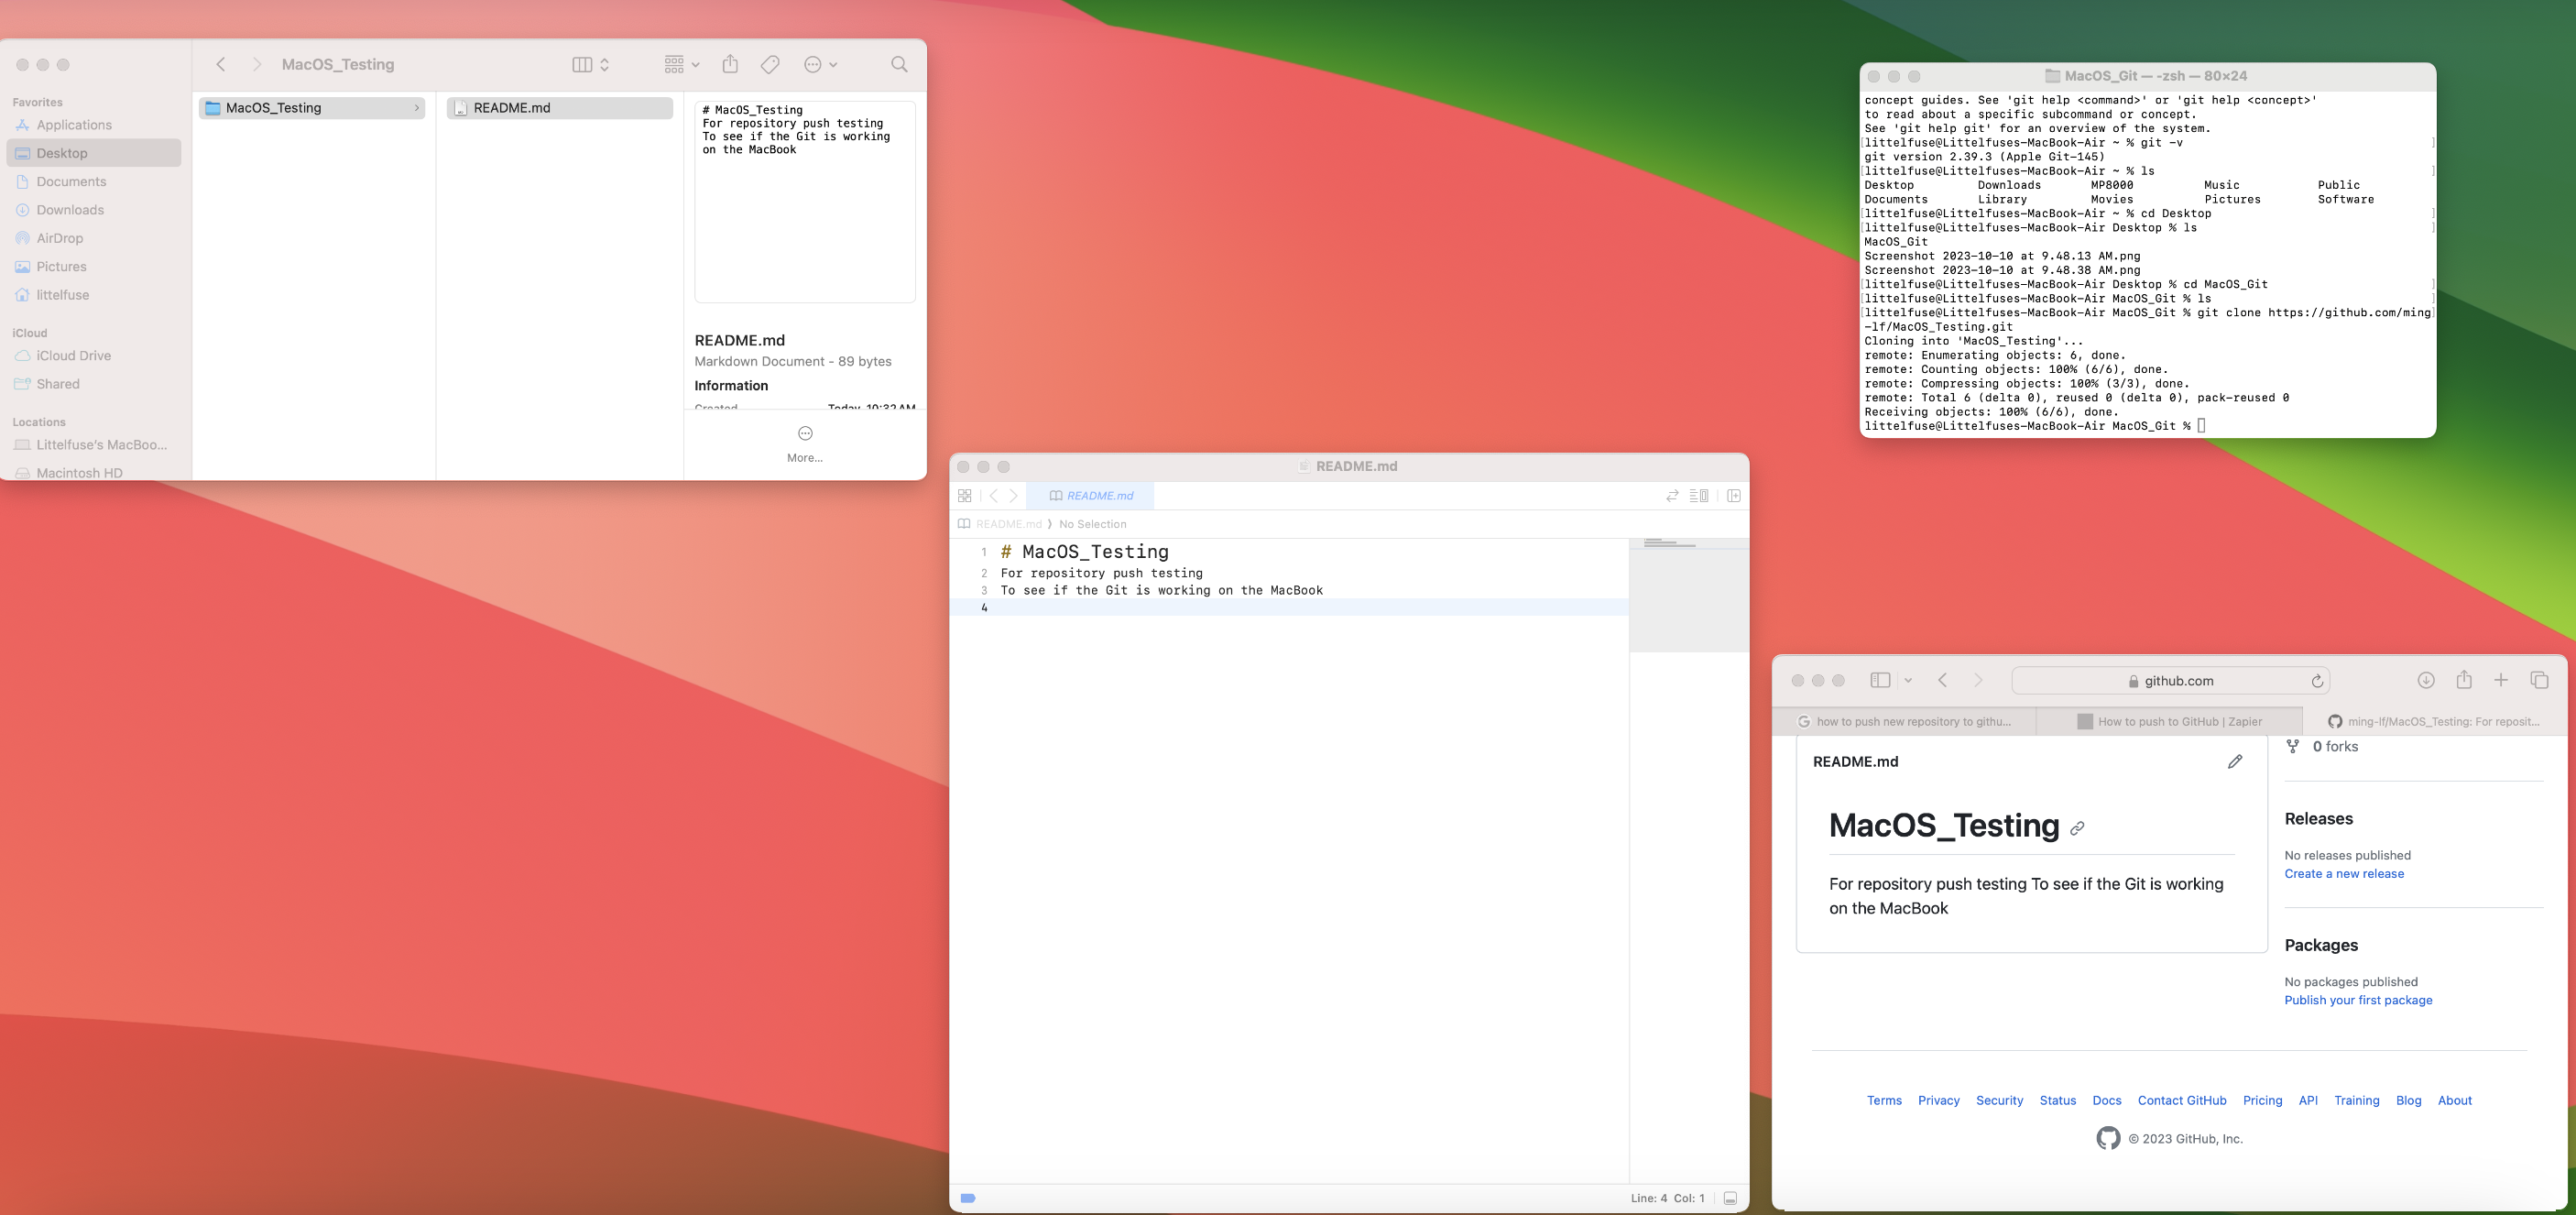 MacOS_Testing
Favorites
Applications
Desktop
Documents
Downloads
AirDrop
Pictures
littelfuse
iCloud
iCloud Drive
Shared
Locations
Littelfuse's MacBoo...
Macintosh HD
MacOS_Testing
README.md
# MacOS_Testing
For repository push testing
To see if the Git is working
on the MacBook
README.md
Markdown Document - 89 bytes
Information
Created Today, 10:32 AM
More...
MacOS_Git — -zsh — 80×24
concept guides. See 'git help <command>' or 'git help <concept>'
to read about a specific subcommand or concept.
See 'git help git' for an overview of the system.
[littelfuse@Littelfuses-MacBook-Air ~ % git -v ]
git version 2.39.3 (Apple Git-145)
[littelfuse@Littelfuses-MacBook-Air ~ % ls ]
Desktop Downloads MP8000 Music Public
Documents Library Movies Pictures Software
[littelfuse@Littelfuses-MacBook-Air ~ % cd Desktop ]
[littelfuse@Littelfuses-MacBook-Air Desktop % ls ]
MacOS_Git
Screenshot 2023-10-10 at 9.48.13 AM.png
Screenshot 2023-10-10 at 9.48.38 AM.png
[littelfuse@Littelfuses-MacBook-Air Desktop % cd MacOS_Git ]
[littelfuse@Littelfuses-MacBook-Air MacOS_Git % ls ]
[littelfuse@Littelfuses-MacBook-Air MacOS_Git % git clone https://github.com/ming]
-lf/MacOS_Testing.git
Cloning into 'MacOS_Testing'...
remote: Enumerating objects: 6, done.
remote: Counting objects: 100% (6/6), done.
remote: Compressing objects: 100% (3/3), done.
remote: Total 6 (delta 0), reused 0 (delta 0), pack-reused 0
Receiving objects: 100% (6/6), done.
littelfuse@Littelfuses-MacBook-Air MacOS_Git %
README.md
README.md
README.md ⟩ No Selection
1 # MacOS_Testing
2 For repository push testing
3 To see if the Git is working on the MacBook
4
Line: 4 Col: 1
github.com
how to push new repository to githu...
How to push to GitHub | Zapier
ming-lf/MacOS_Testing: For reposit...
README.md
MacOS_Testing
For repository push testing To see if the Git is working
on the MacBook
0 forks
Releases
No releases published
Create a new release
Packages
No packages published
Publish your first package
Terms Privacy Security Status Docs Contact GitHub Pricing API Training Blog About
© 2023 GitHub, Inc.